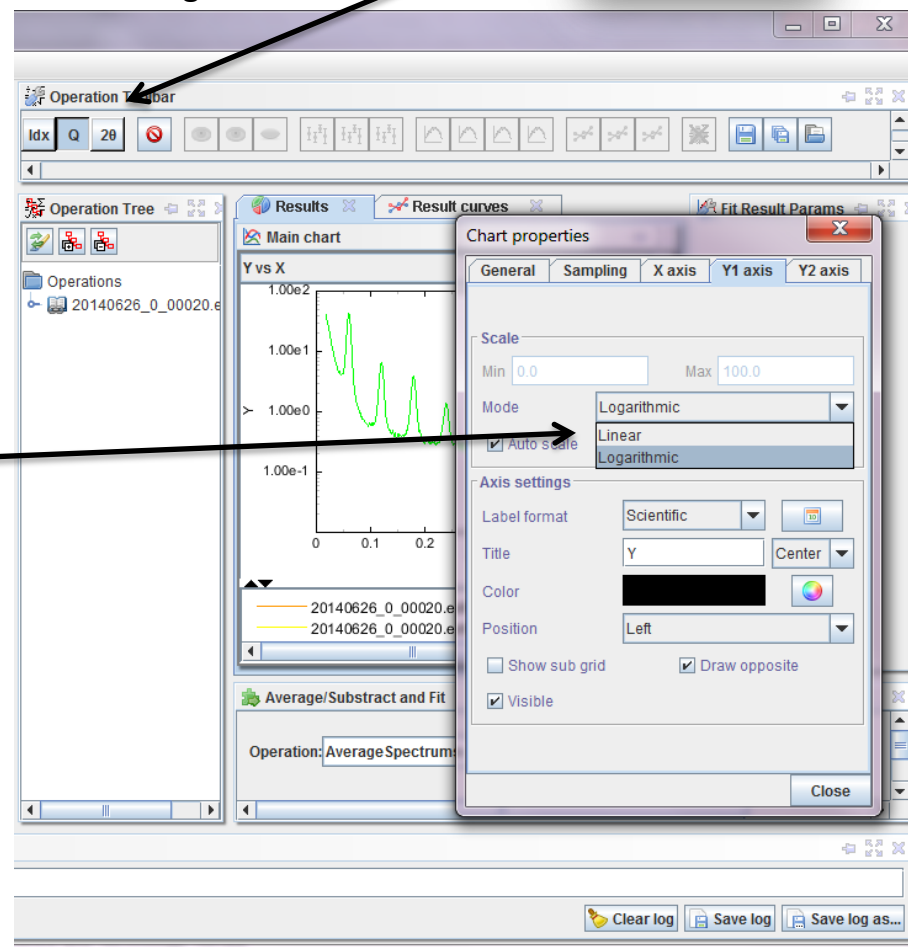 Operation T bar
Idx Q 2θ
Operation Tree
Operations
20140626_0_00020.e
Results
Result curves
Main chart
Y vs X
1.00e2
1.00e1
1.00e0
1.00e-1
Y
0 0.1 0.2
20140626_0_00020.e
20140626_0_00020.e
Fit Result Params
Chart properties
General Sampling X axis Y1 axis Y2 axis
Scale
Min 0.0 Max 100.0
Mode Logarithmic
Linear
Logarithmic
Auto scale
Axis settings
Label format Scientific
Title Y Center
Color
Position Left
Show sub grid Draw opposite
Visible
Close
Average/Substract and Fit
Operation: AverageSpectrum
Clear log Save log Save log as...